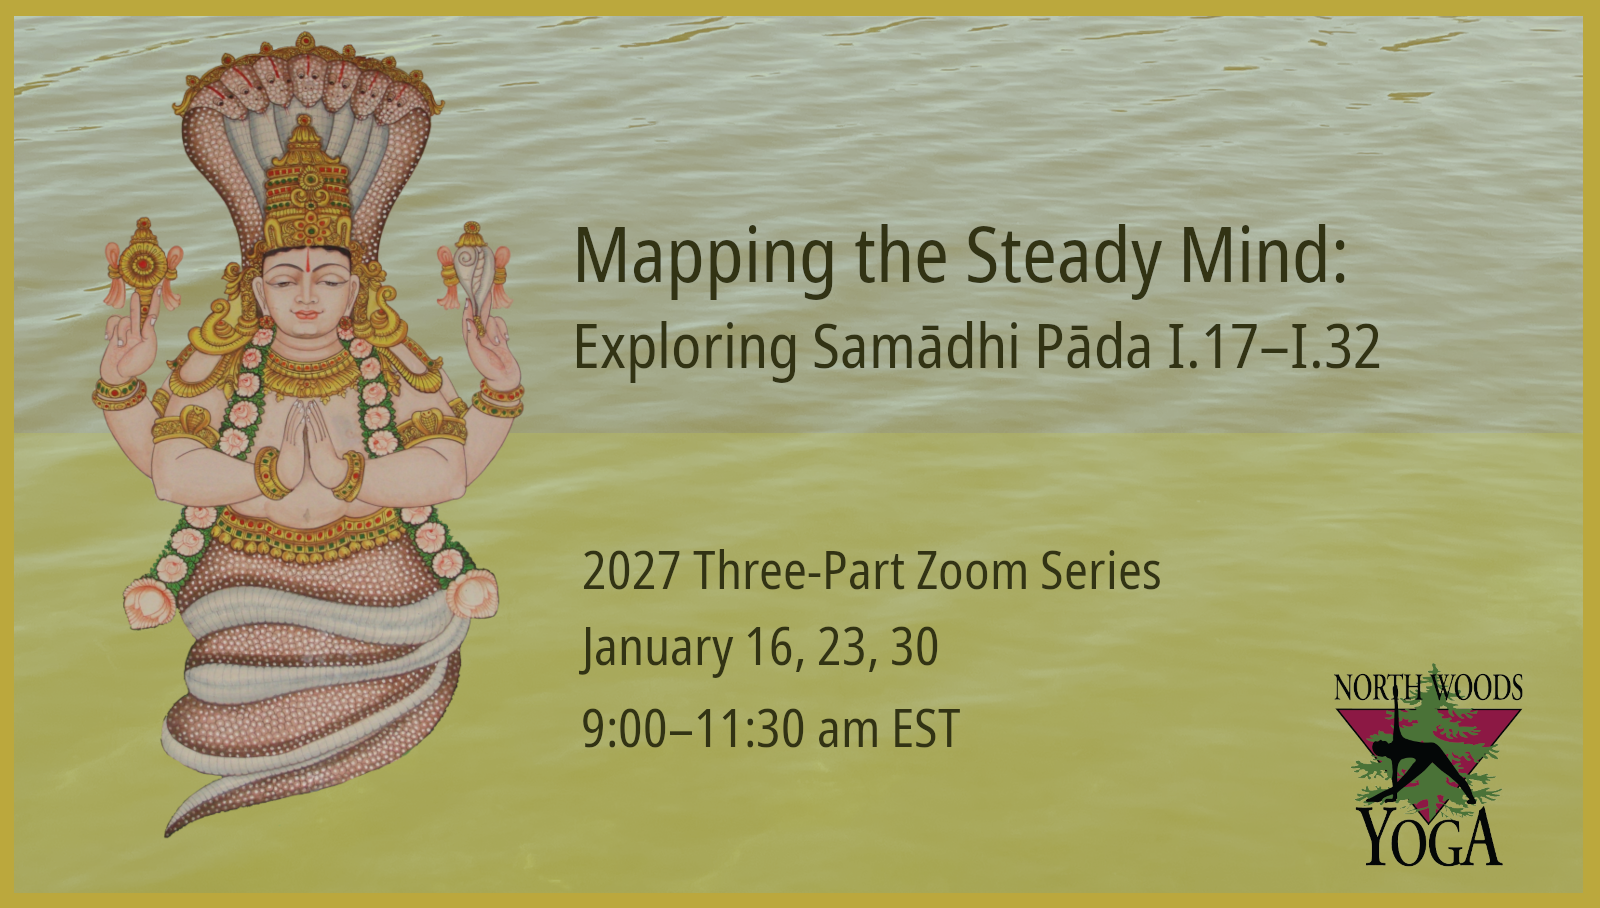 Mapping the Steady Mind:
Exploring Samādhi Pāda I.17–I.32
2027 Three-Part Zoom Series
January 16, 23, 30
9:00–11:30 am EST
NORTH WOODS
YOGA